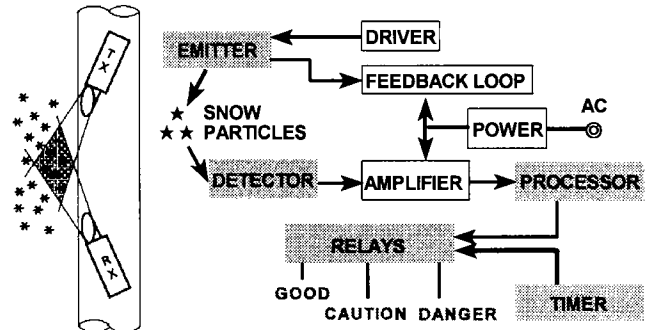 TX
RX
DRIVER
EMITTER
FEEDBACK LOOP
SNOW
PARTICLES
AC
POWER
DETECTOR
AMPLIFIER
PROCESSOR
RELAYS
GOOD
CAUTION
DANGER
TIMER